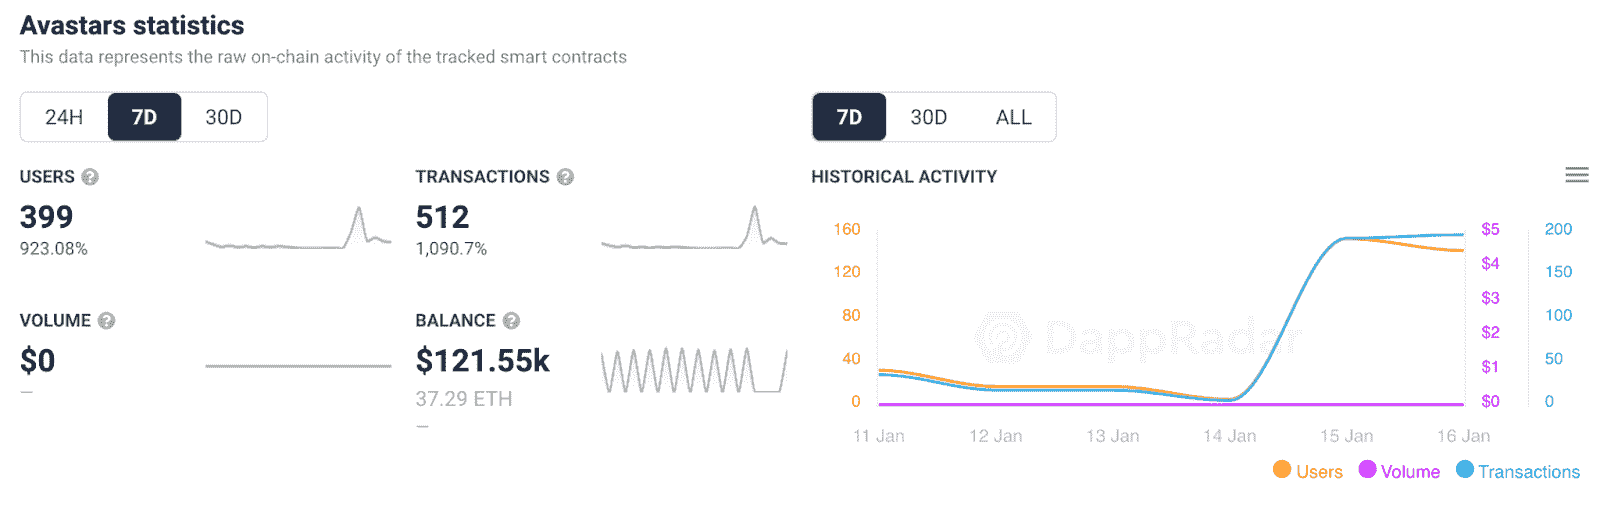 Avastars statistics
This data represents the raw on-chain activity of the tracked smart contracts
24H 7D 30D
USERS ?
399
923.08%
TRANSACTIONS ?
512
1,090.7%
VOLUME ?
$0
–
BALANCE ?
$121.55k
37.29 ETH
–
7D 30D ALL
HISTORICAL ACTIVITY
160 $5 200
120 $4 150
80 $3 100
40 $2 50
0 $1 0
$0
DappRadar
11 Jan 12 Jan 13 Jan 14 Jan 15 Jan 16 Jan
Users Volume Transactions